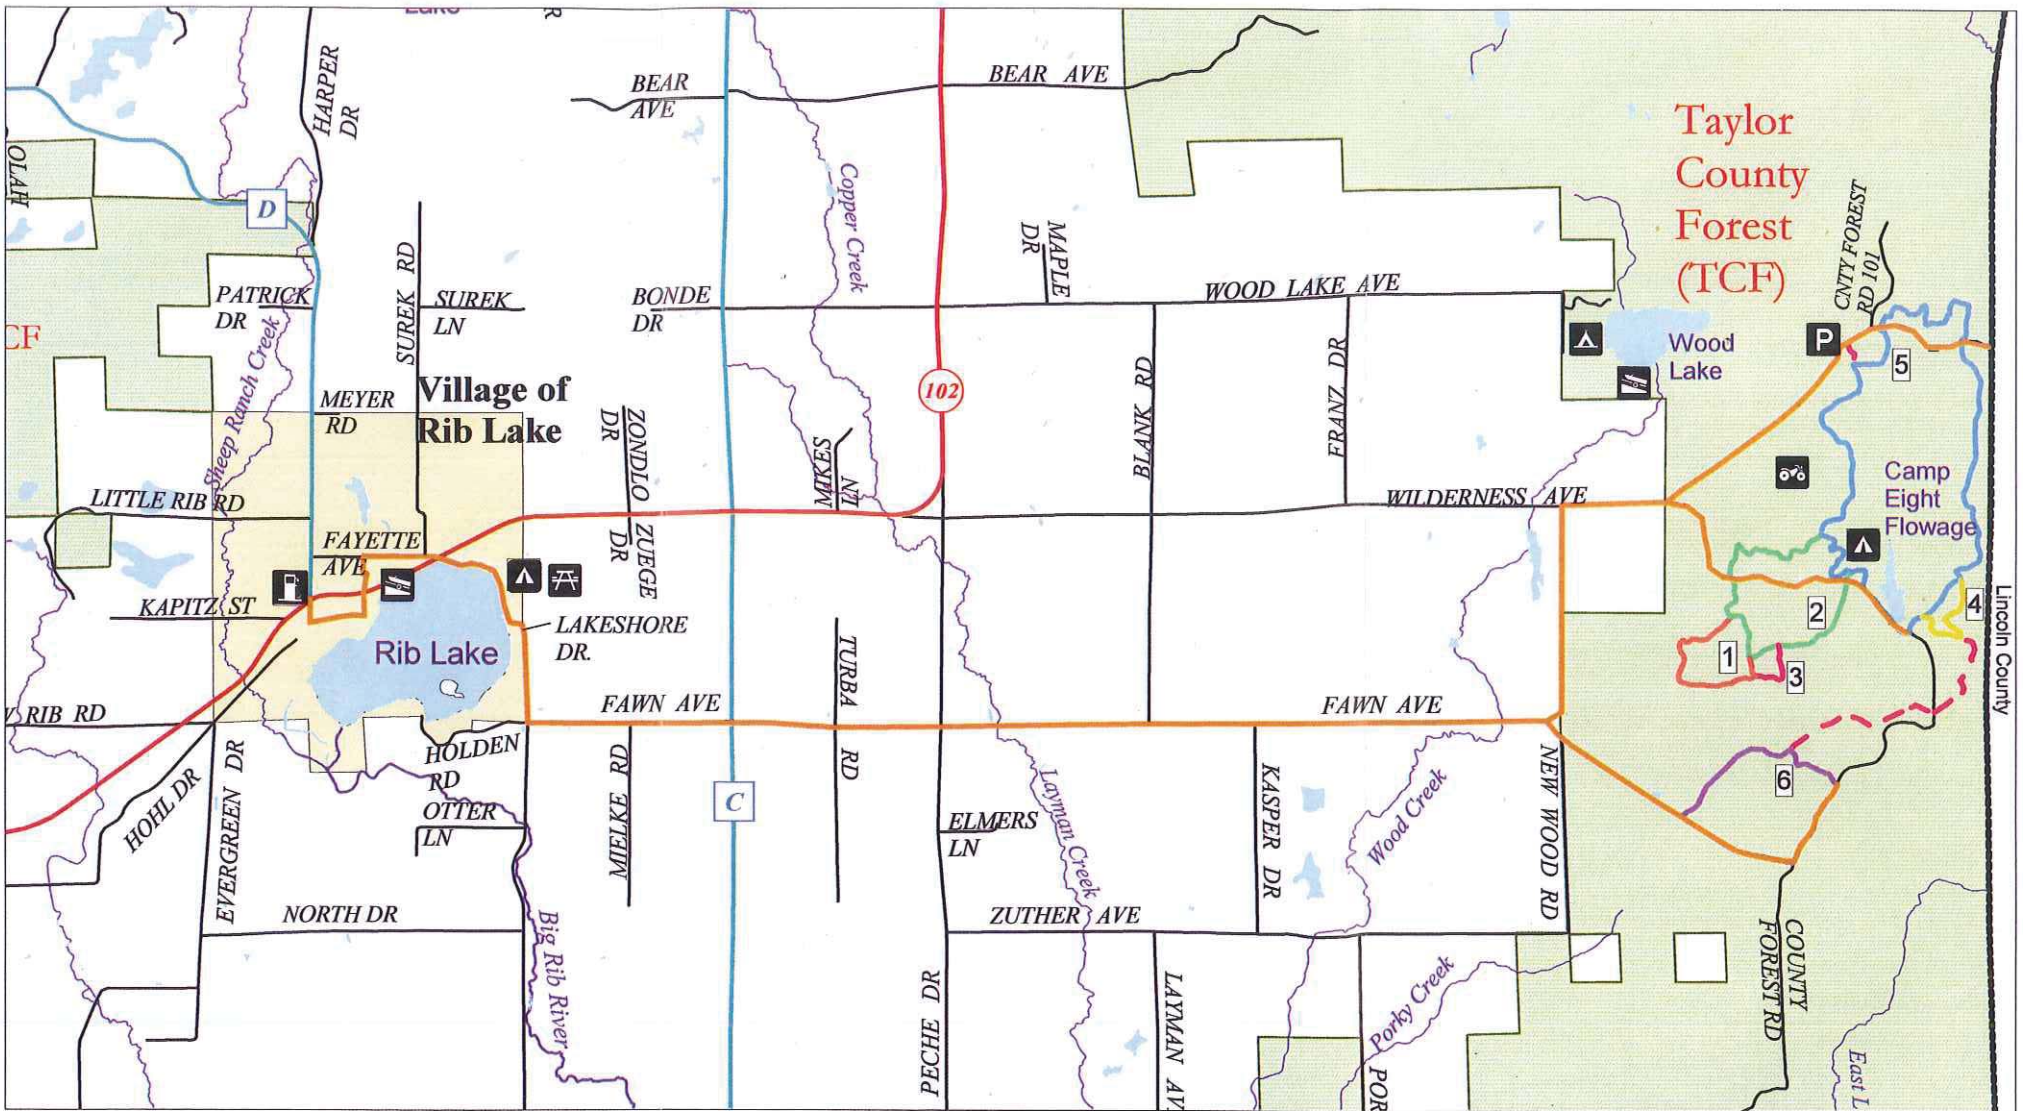 Lake
R
HARPER
DR
BEAR
AVE
BEAR AVE
Taylor
County
Forest
(TCF)
OLAH
D
Copper Creek
MAPLE
DR
CNTY FOREST
RD 101
SUREK RD
PATRICK
DR
SUREK
LN
BONDE
DR
WOOD LAKE AVE
CF
P
Wood
Lake
5
Sheep Ranch Creek
MEYER
RD
Village of
Rib Lake
102
ZONDLO
DR
MIKES
LN
BLANK RD
FRANZ DR
LITTLE RIB RD
WILDERNESS AVE
Camp
Eight
Flowage
FAYETTE
AVE
ZUEGE
DR
KAPITZ ST
LAKESHORE
DR.
2
4
Lincoln County
Rib Lake
TURBA
RD
1
3
RIB RD
FAWN AVE
FAWN AVE
HOLDEN
RD
HOHL DR
EVERGREEN DR
OTTER
LN
MIELKE RD
C
ELMERS
LN
Layman Creek
KASPER DR
Wood Creek
NEW WOOD RD
6
NORTH DR
Big Rib River
ZUTHER AVE
PECHE DR
LAYMAN AV
Porky Creek
POR
COUNTY
FOREST RD
East L